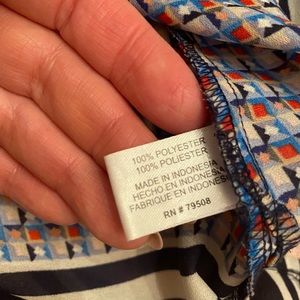 100% POLYESTER
100% POLIESTER
MADE IN INDONESIA
HECHO EN INDONESIA
FABRIQUE EN INDONESIE
RN # 79508